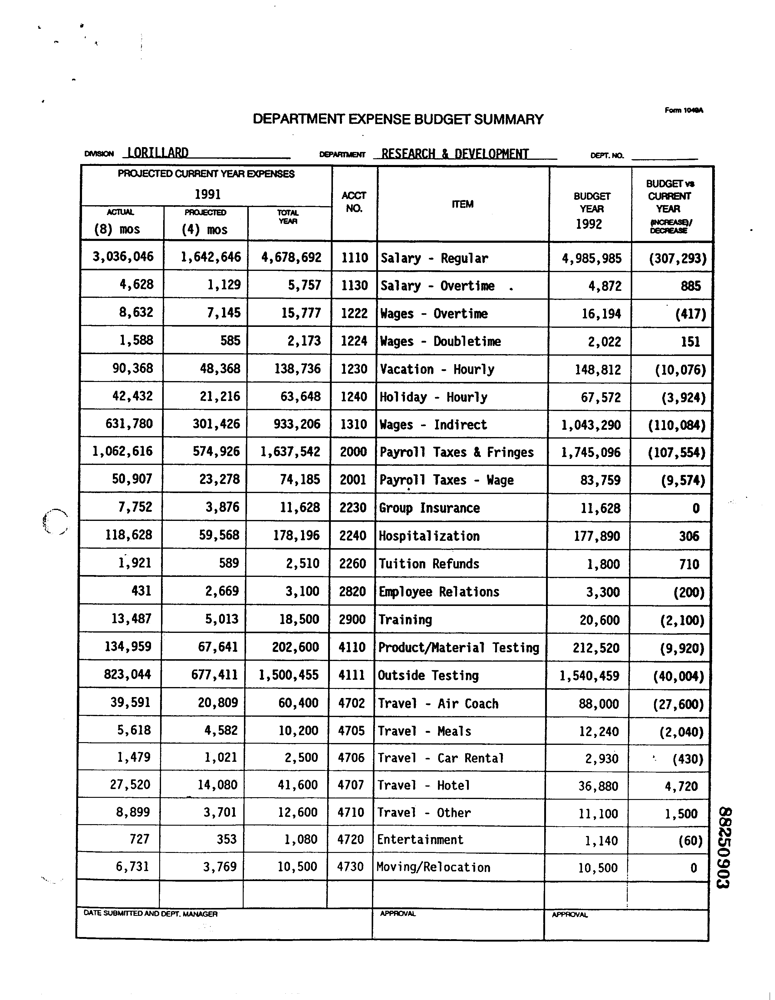 Form 1049A
DEPARTMENT EXPENSE BUDGET SUMMARY
DIVISION LORILLARD DEPARTMENT RESEARCH & DEVELOPMENT DEPT. NO.
PROJECTED CURRENT YEAR EXPENSES
1991
ACTUAL (8) mos
PROJECTED (4) mos
TOTAL YEAR
ACCT NO.
ITEM
BUDGET YEAR 1992
BUDGET vs CURRENT YEAR (INCREASE)/ DECREASE
3,036,046 1,642,646 4,678,692 1110 Salary - Regular 4,985,985 (307,293)
4,628 1,129 5,757 1130 Salary - Overtime . 4,872 885
8,632 7,145 15,777 1222 Wages - Overtime 16,194 (417)
1,588 585 2,173 1224 Wages - Doubletime 2,022 151
90,368 48,368 138,736 1230 Vacation - Hourly 148,812 (10,076)
42,432 21,216 63,648 1240 Holiday - Hourly 67,572 (3,924)
631,780 301,426 933,206 1310 Wages - Indirect 1,043,290 (110,084)
1,062,616 574,926 1,637,542 2000 Payroll Taxes & Fringes 1,745,096 (107,554)
50,907 23,278 74,185 2001 Payroll Taxes - Wage 83,759 (9,574)
7,752 3,876 11,628 2230 Group Insurance 11,628 0
118,628 59,568 178,196 2240 Hospitalization 177,890 306
1,921 589 2,510 2260 Tuition Refunds 1,800 710
431 2,669 3,100 2820 Employee Relations 3,300 (200)
13,487 5,013 18,500 2900 Training 20,600 (2,100)
134,959 67,641 202,600 4110 Product/Material Testing 212,520 (9,920)
823,044 677,411 1,500,455 4111 Outside Testing 1,540,459 (40,004)
39,591 20,809 60,400 4702 Travel - Air Coach 88,000 (27,600)
5,618 4,582 10,200 4705 Travel - Meals 12,240 (2,040)
1,479 1,021 2,500 4706 Travel - Car Rental 2,930 (430)
27,520 14,080 41,600 4707 Travel - Hotel 36,880 4,720
8,899 3,701 12,600 4710 Travel - Other 11,100 1,500
727 353 1,080 4720 Entertainment 1,140 (60)
6,731 3,769 10,500 4730 Moving/Relocation 10,500 0
DATE SUBMITTED AND DEPT. MANAGER APPROVAL APPROVAL
88250903